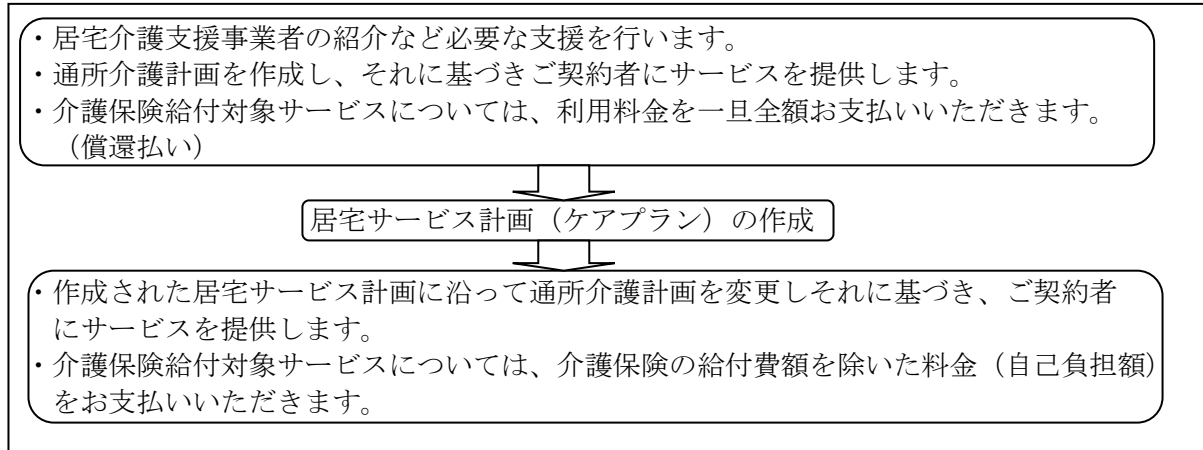 ・居宅介護支援事業者の紹介など必要な支援を行います。
・通所介護計画を作成し、それに基づきご契約者にサービスを提供します。
・介護保険給付対象サービスについては、利用料金を一旦全額お支払いいただきます。
（償還払い）
居宅サービス計画（ケアプラン）の作成
・作成された居宅サービス計画に沿って通所介護計画を変更しそれに基づき、ご契約者
にサービスを提供します。
・介護保険給付対象サービスについては、介護保険の給付費額を除いた料金（自己負担額）
をお支払いいただきます。